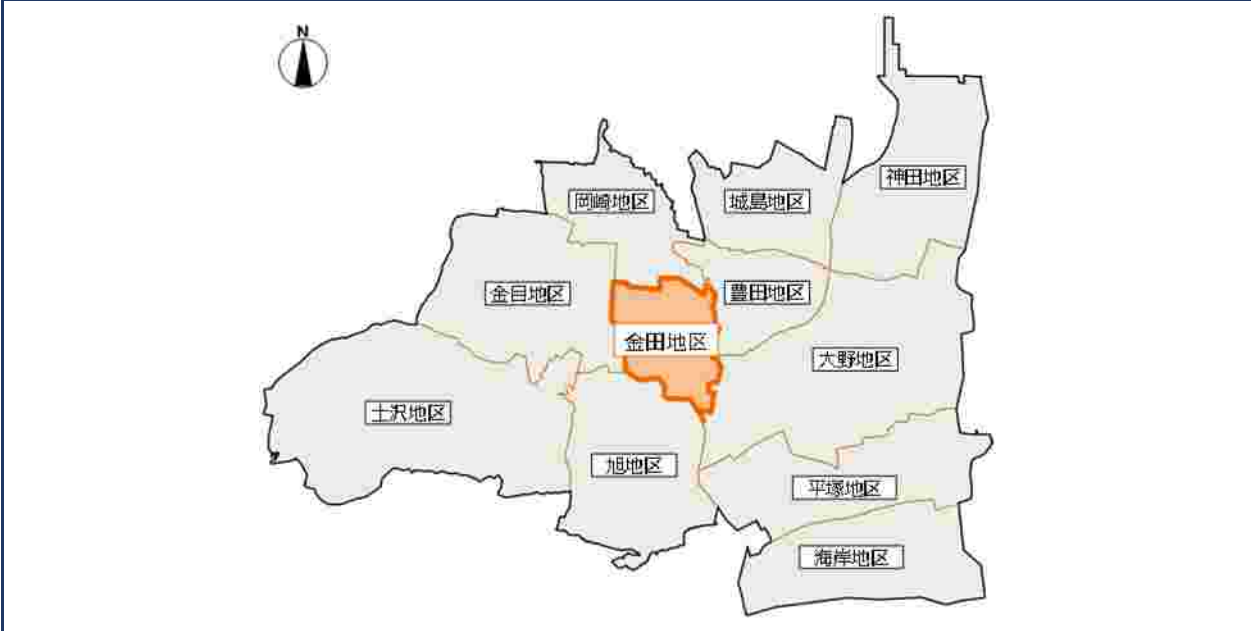 N
神田地区
岡崎地区
城島地区
金目地区
豊田地区
金田地区
大野地区
土沢地区
旭地区
平塚地区
海岸地区